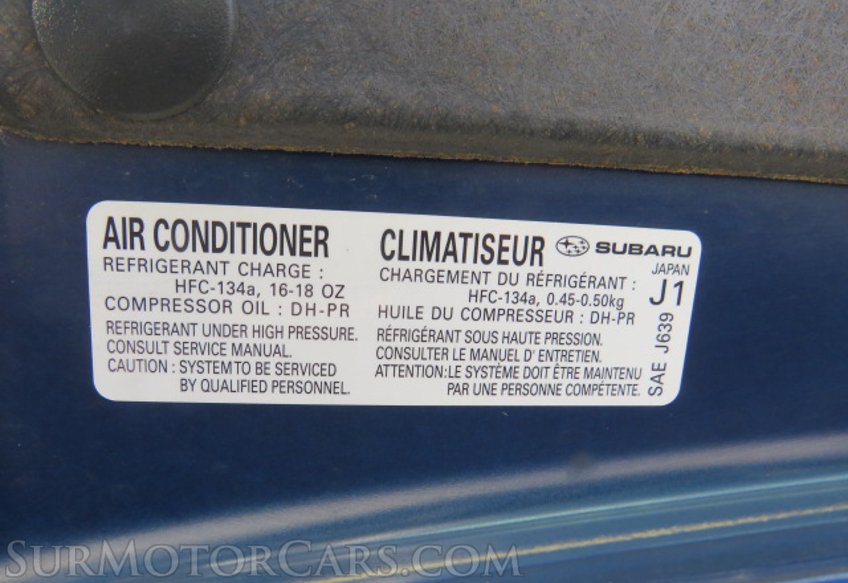 AIR CONDITIONER
REFRIGERANT CHARGE :
HFC-134a, 16-18 OZ
COMPRESSOR OIL : DH-PR
REFRIGERANT UNDER HIGH PRESSURE.
CONSULT SERVICE MANUAL.
CAUTION : SYSTEM TO BE SERVICED
BY QUALIFIED PERSONNEL.
CLIMATISEUR
CHARGEMENT DU RÉFRIGÉRANT :
HFC-134a, 0.45-0.50kg
HUILE DU COMPRESSEUR : DH-PR
RÉFRIGÉRANT SOUS HAUTE PRESSION.
CONSULTER LE MANUEL D' ENTRETIEN.
ATTENTION:LE SYSTÈME DOIT ÊTRE MAINTENU
PAR UNE PERSONNE COMPÉTENTE.
SUBARU
JAPAN
J1
SAE J639
SURMOTORCARS.COM